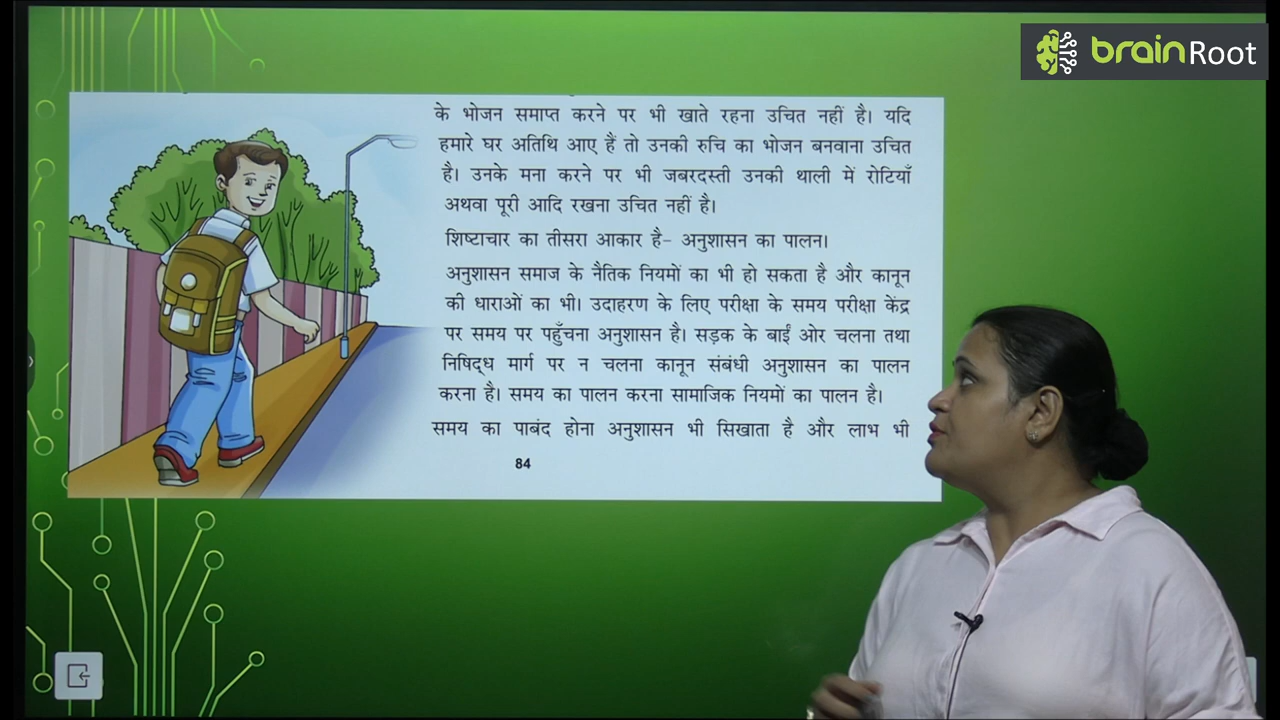 brainRoot
के भोजन समाप्त करने पर भी खाते रहना उचित नहीं है। यदि
हमारे घर अतिथि आए हैं तो उनकी रुचि का भोजन बनवाना उचित
है। उनके मना करने पर भी जबरदस्ती उनकी थाली में रोटियाँ
अथवा पूरी आदि रखना उचित नहीं है।
शिष्टाचार का तीसरा आकार है- अनुशासन का पालन।
अनुशासन समाज के नैतिक नियमों का भी हो सकता है और कानून
की धाराओं का भी। उदाहरण के लिए परीक्षा के समय परीक्षा केंद्र
पर समय पर पहुँचना अनुशासन है। सड़क के बाईं ओर चलना तथा
निषिद्ध मार्ग पर न चलना कानून संबंधी अनुशासन का पालन
करना है। समय का पालन करना सामाजिक नियमों का पालन है।
समय का पाबंद होना अनुशासन भी सिखाता है और लाभ भी
84